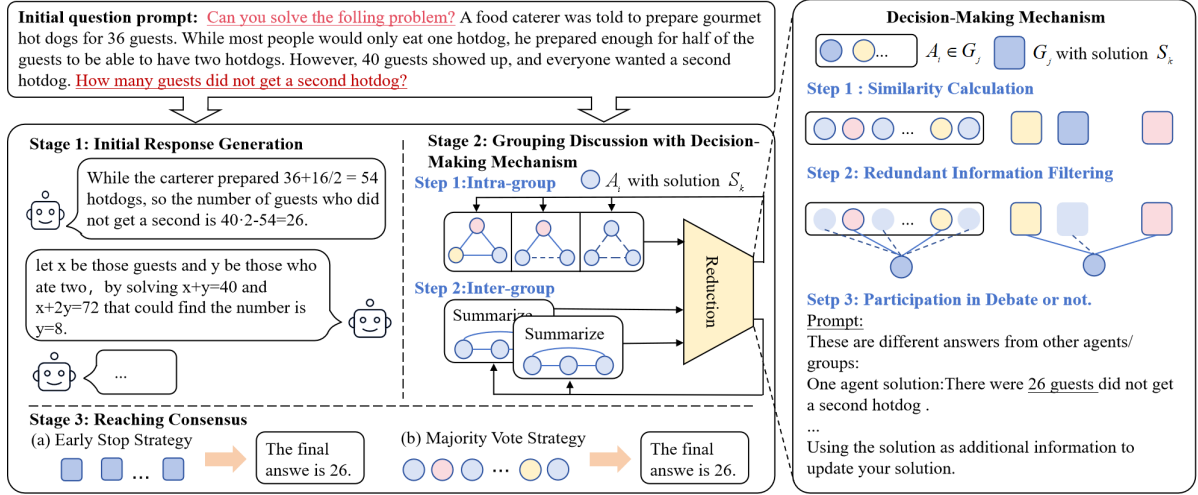 Initial question prompt: Can you solve the folling problem? A food caterer was told to prepare gourmet
hot dogs for 36 guests. While most people would only eat one hotdog, he prepared enough for half of the
guests to be able to have two hotdogs. However, 40 guests showed up, and everyone wanted a second
hotdog. How many guests did not get a second hotdog?
Stage 1: Initial Response Generation
While the carterer prepared 36+16/2 = 54
hotdogs, so the number of guests who did
not get a second is 40·2-54=26.
let x be those guests and y be those who
ate two, by solving x+y=40 and
x+2y=72 that could find the number is
y=8.
...
Stage 2: Grouping Discussion with Decision-
Making Mechanism
Step 1:Intra-group
A_i with solution S_k
Reduction
Step 2:Inter-group
Summarize
Summarize
Stage 3: Reaching Consensus
(a) Early Stop Strategy
...
The final
answe is 26.
(b) Majority Vote Strategy
...
The final
answe is 26.
Decision-Making Mechanism
... A_i ∈ G_j G_j with solution S_k
Step 1 : Similarity Calculation
...
Step 2: Redundant Information Filtering
...
Setp 3: Participation in Debate or not.
Prompt:
These are different answers from other agents/
groups:
One agent solution:There were 26 guests did not get
a second hotdog .
...
Using the solution as additional information to
update your solution.